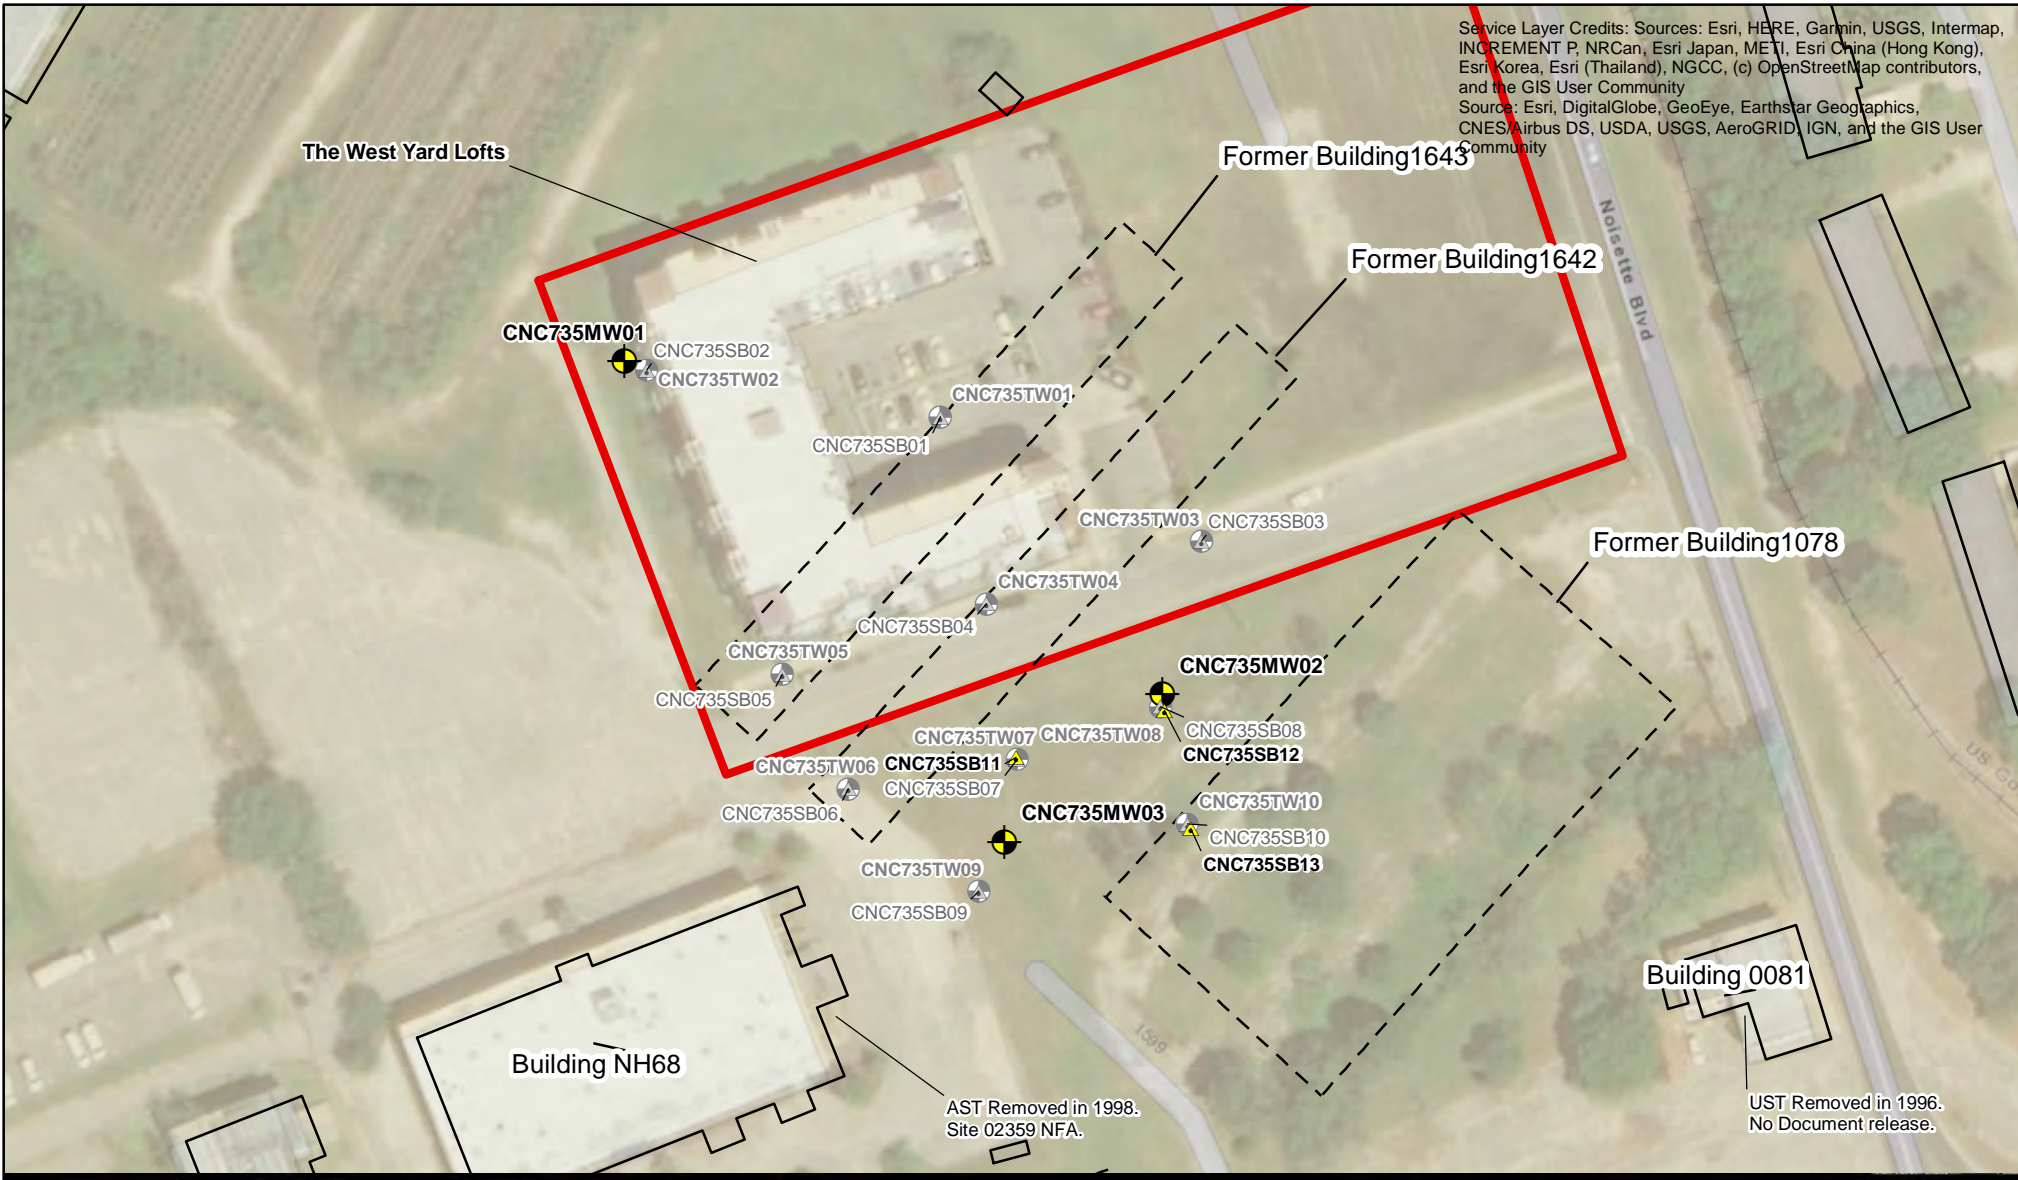 Service Layer Credits: Sources: Esri, HERE, Garmin, USGS, Intermap,
INCREMENT P, NRCan, Esri Japan, METI, Esri China (Hong Kong),
Esri Korea, Esri (Thailand), NGCC, (c) OpenStreetMap contributors,
and the GIS User Community
Source: Esri, DigitalGlobe, GeoEye, Earthstar Geographics,
CNES/Airbus DS, USDA, USGS, AeroGRID, IGN, and the GIS User
Community
The West Yard Lofts
Former Building1643
Former Building1642
Noisette Blvd
CNC735MW01
CNC735SB02
CNC735TW02
CNC735TW01
CNC735SB01
CNC735TW03
CNC735SB03
Former Building1078
CNC735TW04
CNC735SB04
CNC735TW05
CNC735SB05
CNC735MW02
CNC735SB08
CNC735TW08
CNC735TW07
CNC735SB12
CNC735SB11
CNC735TW06
CNC735SB07
CNC735SB06
CNC735MW03
CNC735TW10
CNC735SB10
CNC735SB13
CNC735TW09
CNC735SB09
US Go
Building 0081
1599
Building NH68
AST Removed in 1998.
Site 02359 NFA.
UST Removed in 1996.
No Document release.